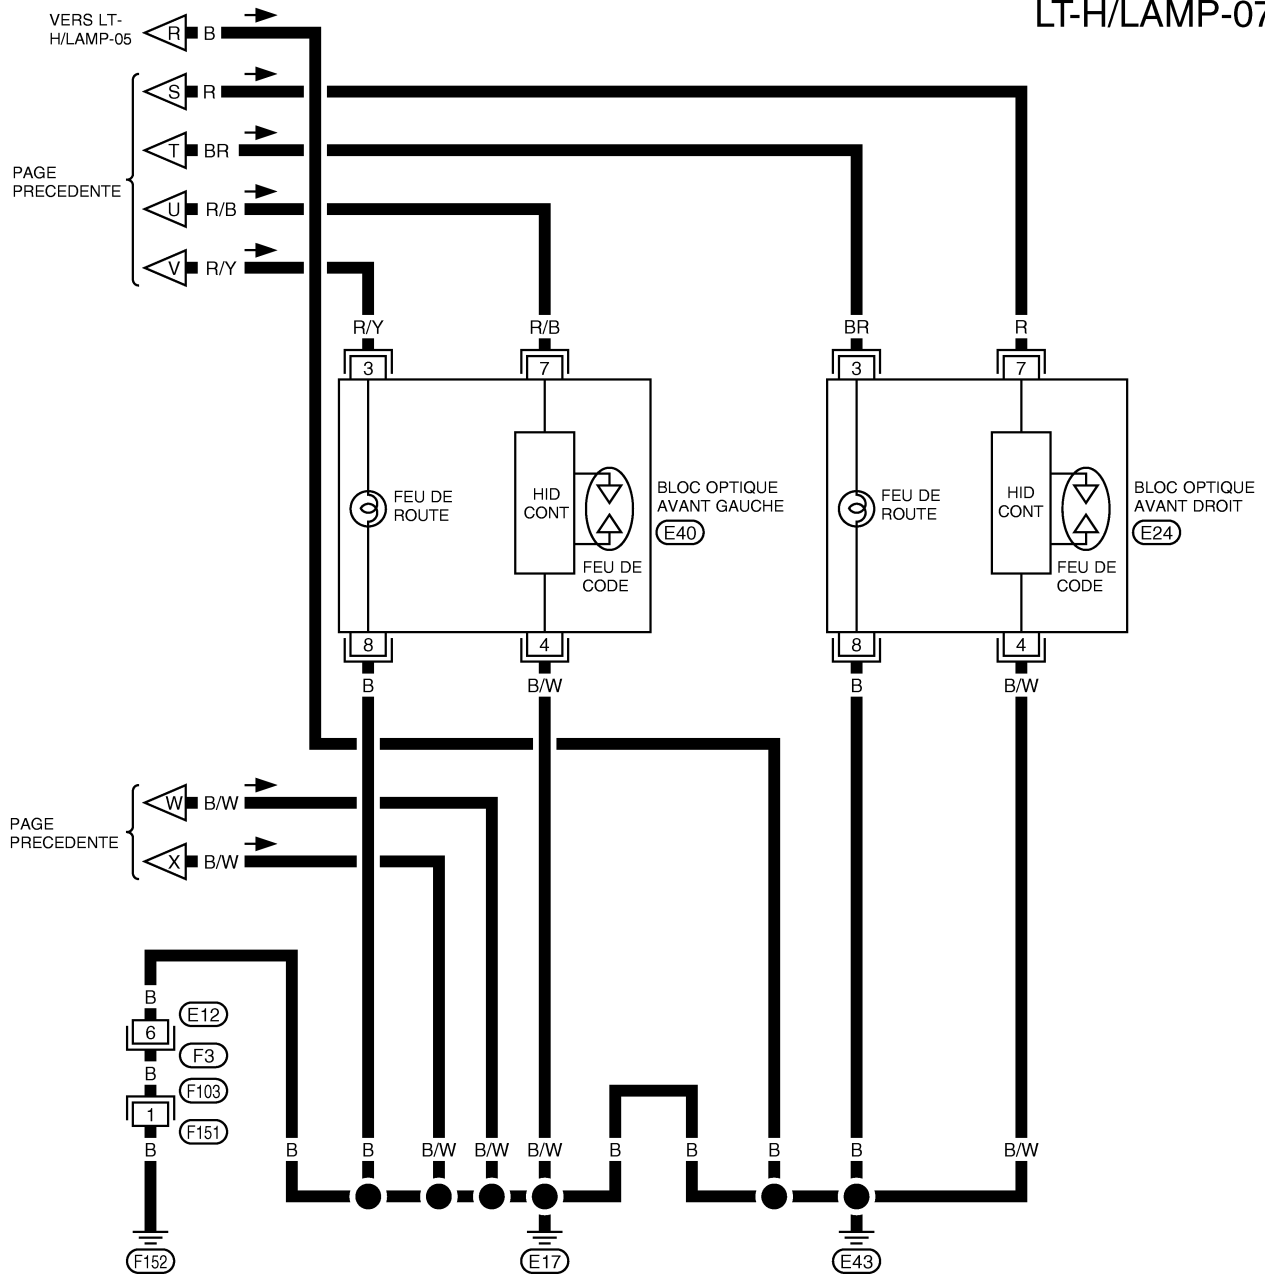 LT-H/LAMP-07
VERS LT-
H/LAMP-05
R B
S R
T BR
U R/B
V R/Y
PAGE
PRECEDENTE
R/Y R/B BR R
3 7 3 7
FEU DE
ROUTE
HID
CONT
FEU DE
CODE
BLOC OPTIQUE
AVANT GAUCHE
E40
FEU DE
ROUTE
HID
CONT
FEU DE
CODE
BLOC OPTIQUE
AVANT DROIT
E24
8 4 8 4
B B/W B B/W
W B/W
X B/W
PAGE
PRECEDENTE
B
E12
6
F3
B
F103
1
F151
B B B B/W B/W B/W B B B B B/W
F152 E17 E43